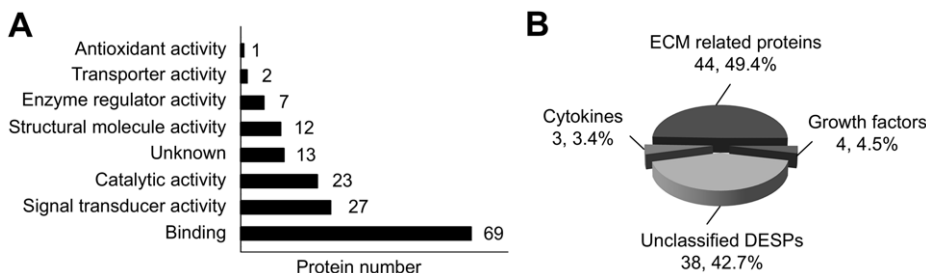 A
Antioxidant activity 1
Transporter activity 2
Enzyme regulator activity 7
Structural molecule activity 12
Unknown 13
Catalytic activity 23
Signal transducer activity 27
Binding 69
Protein number
B
ECM related proteins
44, 49.4%
Cytokines
3, 3.4%
Growth factors
4, 4.5%
Unclassified DESPs
38, 42.7%